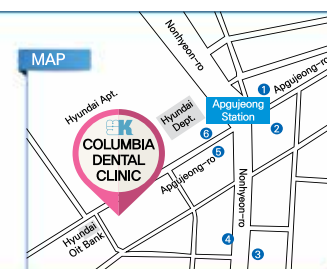 MAP
Nonhyeon-ro
Hyundai Apt.
Hyundai
Dept.
Apgujeong
Station
Apgujeong-ro
1
2
6
5
COLUMBIA
DENTAL
CLINIC
Apgujeong-ro
Nonhyeon-ro
Hyundai
Oit Bank
4
3